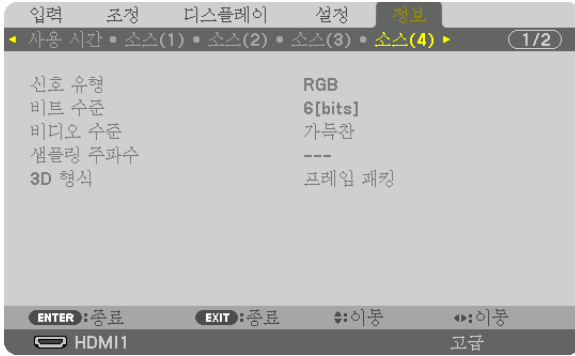 입력 조정 디스플레이 설정 정보
◂ 사용 시간 • 소스(1) • 소스(2) • 소스(3) • 소스(4) ▸ 1/2
신호 유형 RGB
비트 수준 6[bits]
비디오 수준 가득찬
샘플링 주파수 ---
3D 형식 프레임 패킹
ENTER:종료 EXIT:종료 :이동 :이동
HDMI1 고급